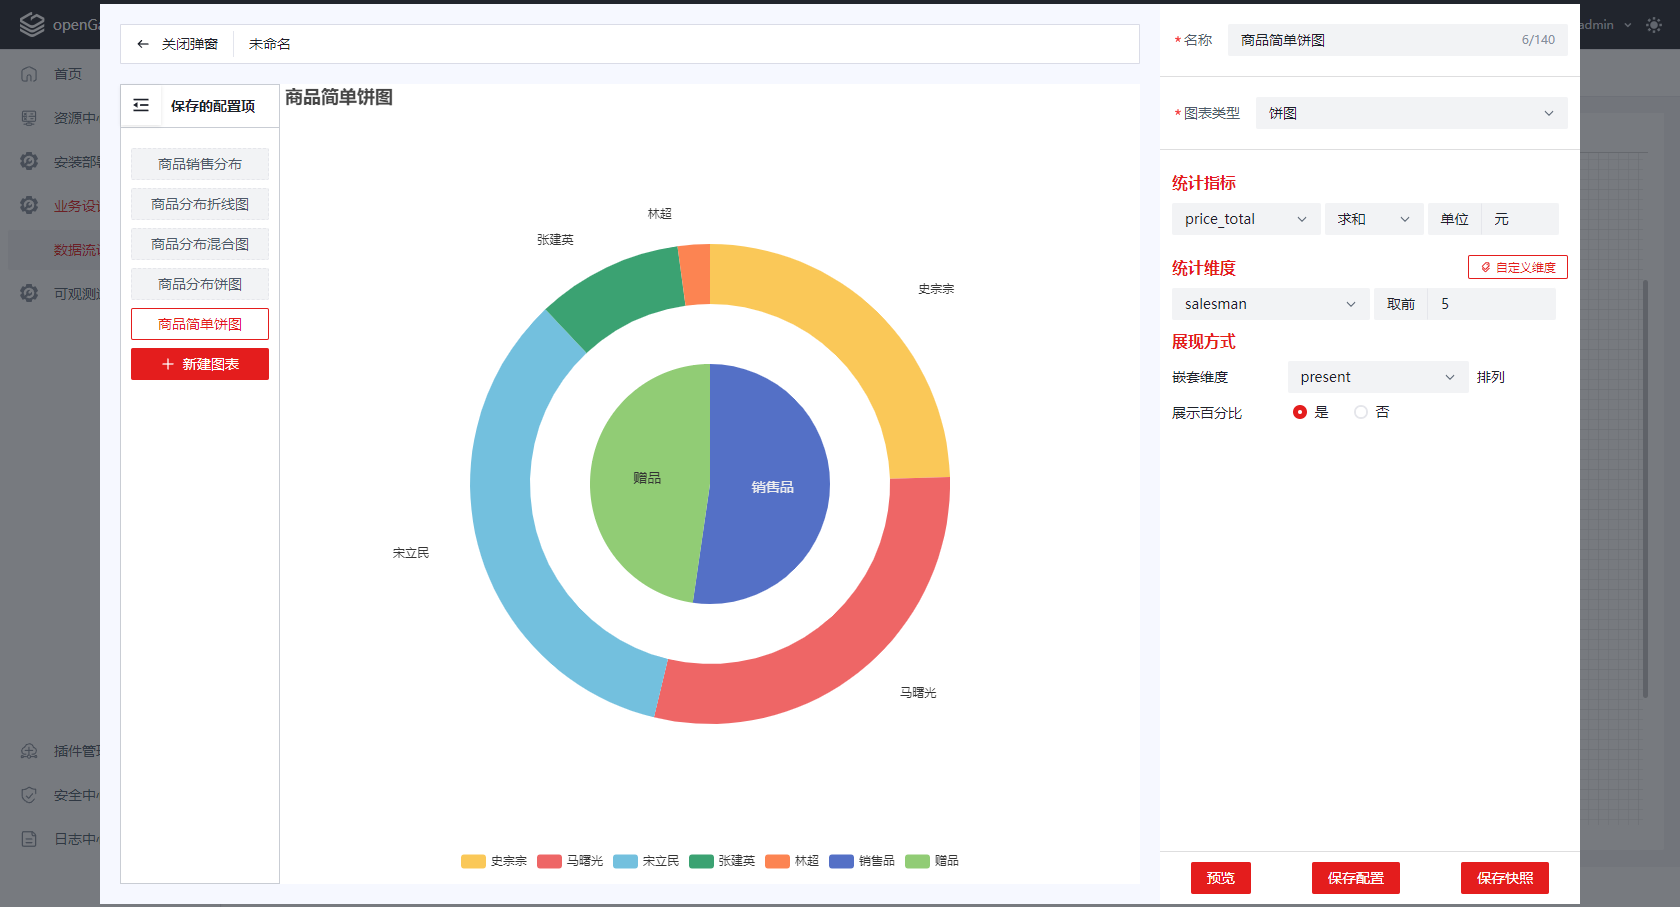 openGa
admin
首页
资源中心
安装部署
业务设计
数据流
可观测
插件管理
安全中心
日志中心
关闭弹窗
未命名
保存的配置项
商品销售分布
商品分布折线图
商品分布混合图
商品分布饼图
商品简单饼图
新建图表
商品简单饼图
林超
张建英
史宗宗
赠品
销售品
宋立民
马曙光
史宗宗 马曙光 宋立民 张建英 林超 销售品 赠品
*名称 商品简单饼图 6/140
*图表类型 饼图
统计指标
price_total 求和 单位 元
统计维度 自定义维度
salesman 取前 5
展现方式
嵌套维度 present 排列
展示百分比 是 否
预览 保存配置 保存快照